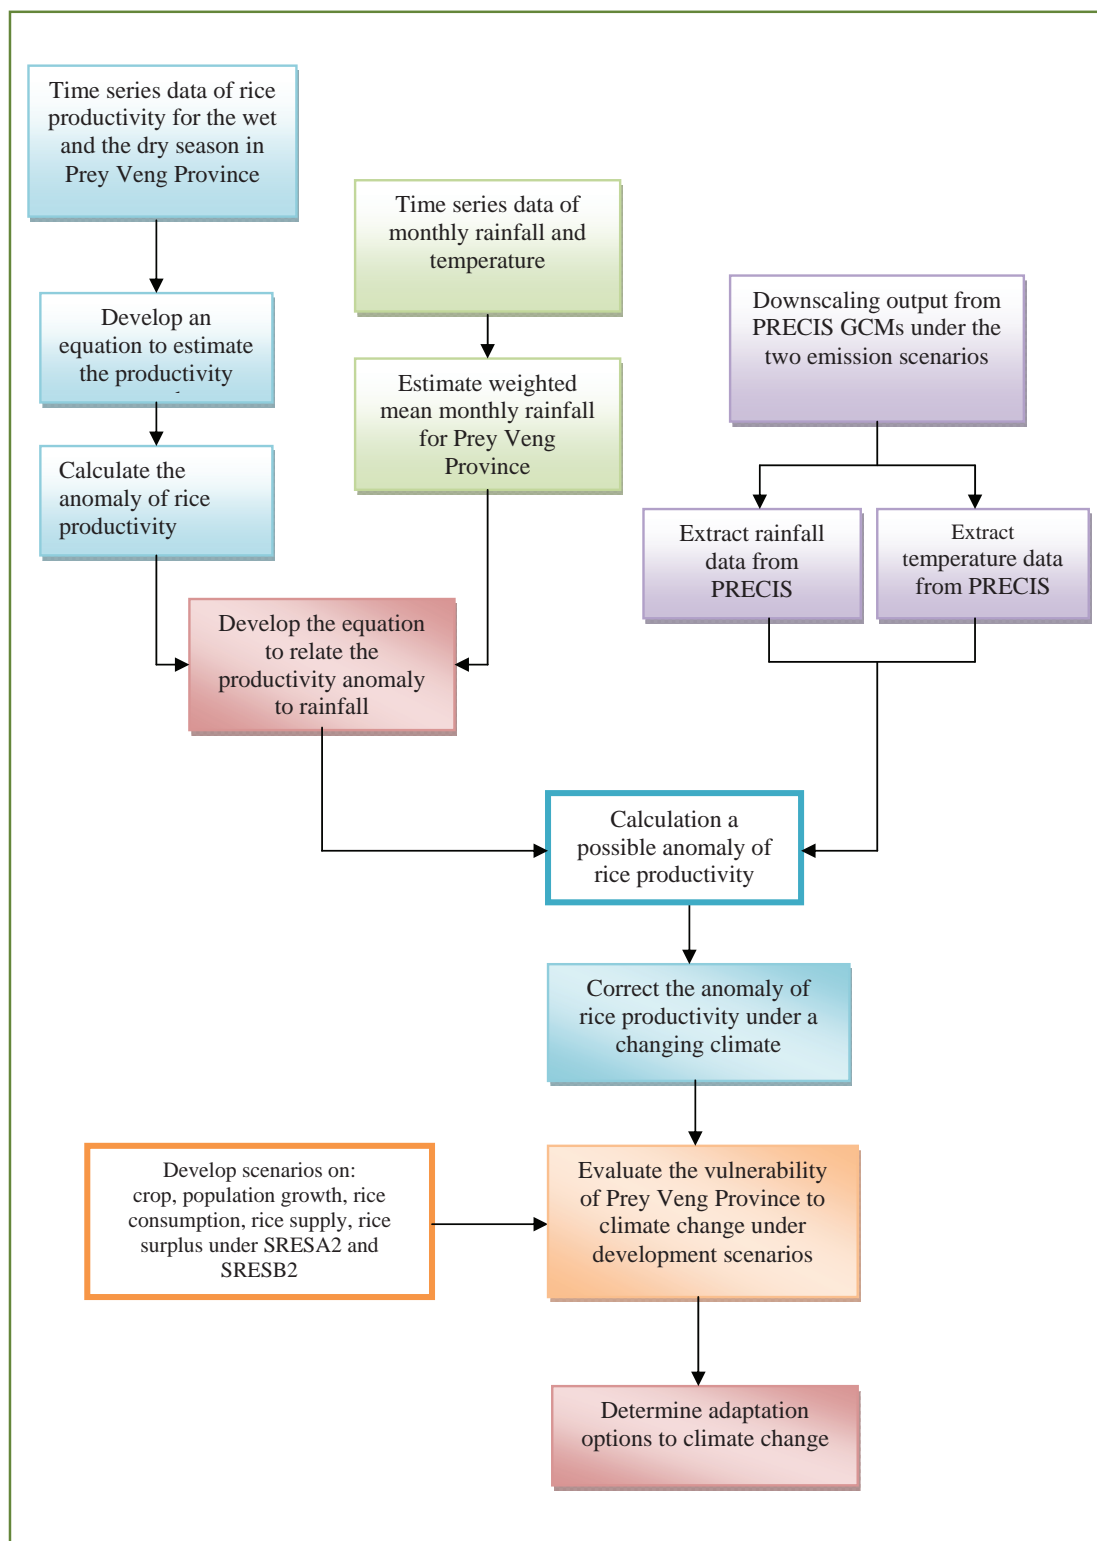 Time series data of rice
productivity for the wet
and the dry season in
Prey Veng Province
Time series data of
monthly rainfall and
temperature
Downscaling output from
PRECIS GCMs under the
two emission scenarios
Develop an
equation to estimate
the productivity
Estimate weighted
mean monthly rainfall
for Prey Veng
Province
Calculate the
anomaly of rice
productivity
Extract rainfall
data from
PRECIS
Extract
temperature data
from PRECIS
Develop the equation
to relate the
productivity anomaly
to rainfall
Calculation a
possible anomaly of
rice productivity
Correct the anomaly of
rice productivity under a
changing climate
Develop scenarios on:
crop, population growth, rice
consumption, rice supply, rice
surplus under SRESA2 and
SRESB2
Evaluate the vulnerability
of Prey Veng Province to
climate change under
development scenarios
Determine adaptation
options to climate change